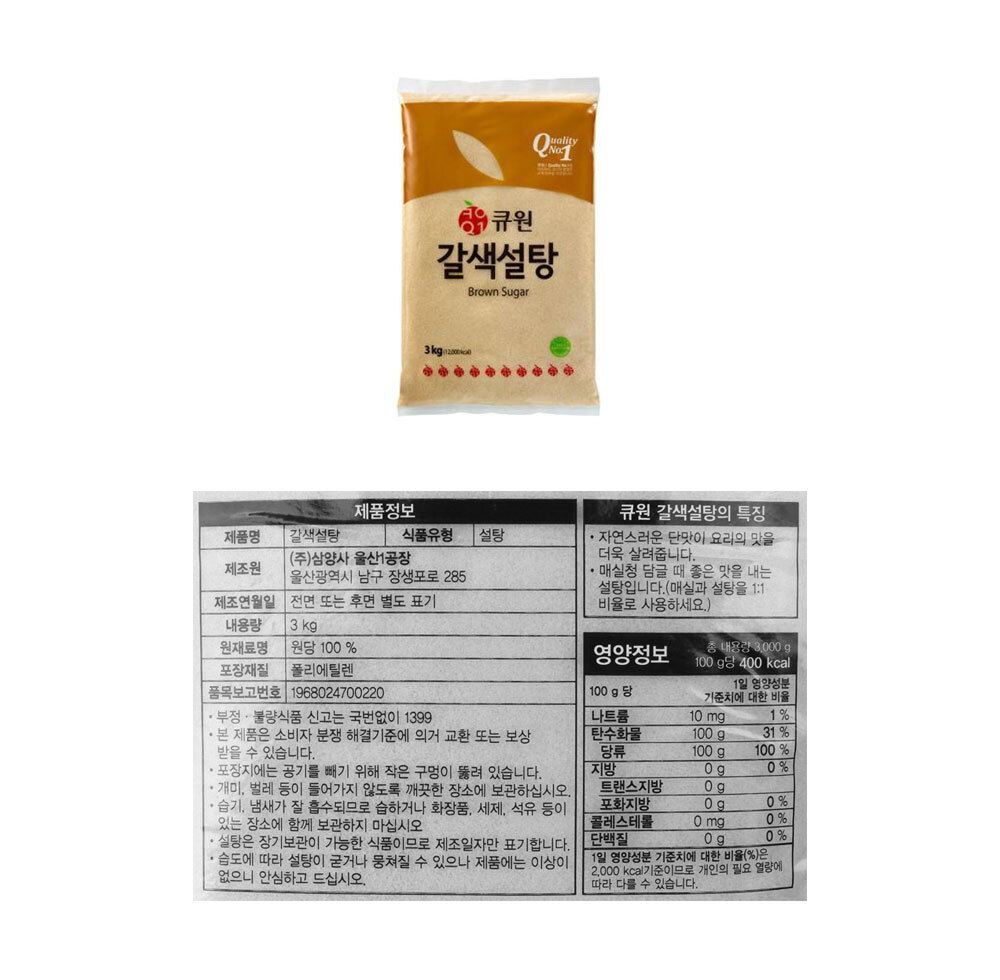 Quality
No.1
큐원
Q1
큐원
갈색설탕
Brown Sugar
3 kg (12,000 kcal)
제품정보
제품명 갈색설탕 식품유형 설탕
제조원 (주)삼양사 울산1공장
울산광역시 남구 장생포로 285
제조연월일 전면 또는 후면 별도 표기
내용량 3 kg
원재료명 원당 100 %
포장재질 폴리에틸렌
품목보고번호 1968024700220
· 부정 · 불량식품 신고는 국번없이 1399
· 본 제품은 소비자 분쟁 해결기준에 의거 교환 또는 보상
받을 수 있습니다.
· 포장지에는 공기를 빼기 위해 작은 구멍이 뚫려 있습니다.
· 개미, 벌레 등이 들어가지 않도록 깨끗한 장소에 보관하십시오.
· 습기, 냄새가 잘 흡수되므로 습하거나 화장품, 세제, 석유 등이
있는 장소에 함께 보관하지 마십시오
· 설탕은 장기보관이 가능한 식품이므로 제조일자만 표기합니다.
· 습도에 따라 설탕이 굳거나 뭉쳐질 수 있으나 제품에는 이상이
없으니 안심하고 드십시오.
큐원 갈색설탕의 특징
· 자연스러운 단맛이 요리의 맛을
더욱 살려줍니다.
· 매실청 담글 때 좋은 맛을 내는
설탕입니다.(매실과 설탕을 1:1
비율로 사용하세요.)
영양정보
총 내용량 3,000 g
100 g당 400 kcal
100 g 당 1일 영양성분
기준치에 대한 비율
나트륨 10 mg 1 %
탄수화물 100 g 31 %
당류 100 g 100 %
지방 0 g 0 %
트랜스지방 0 g
포화지방 0 g 0 %
콜레스테롤 0 mg 0 %
단백질 0 g 0 %
1일 영양성분 기준치에 대한 비율(%)은
2,000 kcal기준이므로 개인의 필요 열량에
따라 다를 수 있습니다.